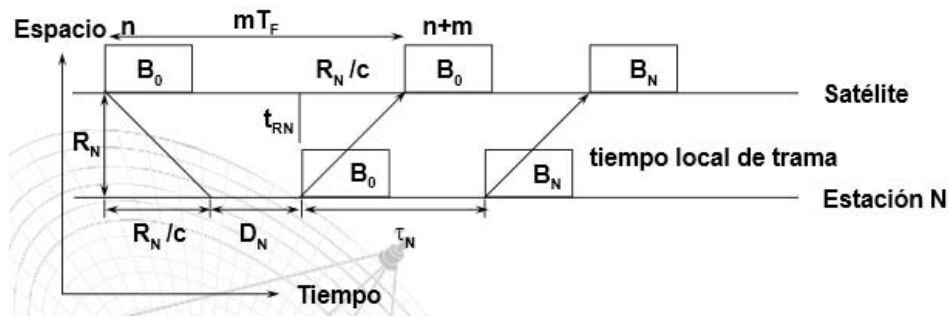 Espacio n mT_F n+m
B_0 R_N /c B_0 B_N
Satélite
R_N t_RN
tiempo local de trama
B_0 B_N
Estación N
R_N /c D_N τ_N
Tiempo